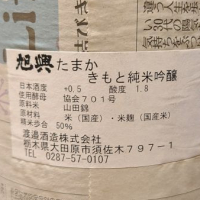 旭興 たまか
きもと純米吟醸
日本酒度 +0.5 酸度 1.8
使用酵母 協会701号
原料米 山田錦
原材料 米(国産)・米麹(国産米)
精米歩合 50%
渡邉酒造株式会社
栃木県大田原市須佐木797-1
TEL 0287-57-0107